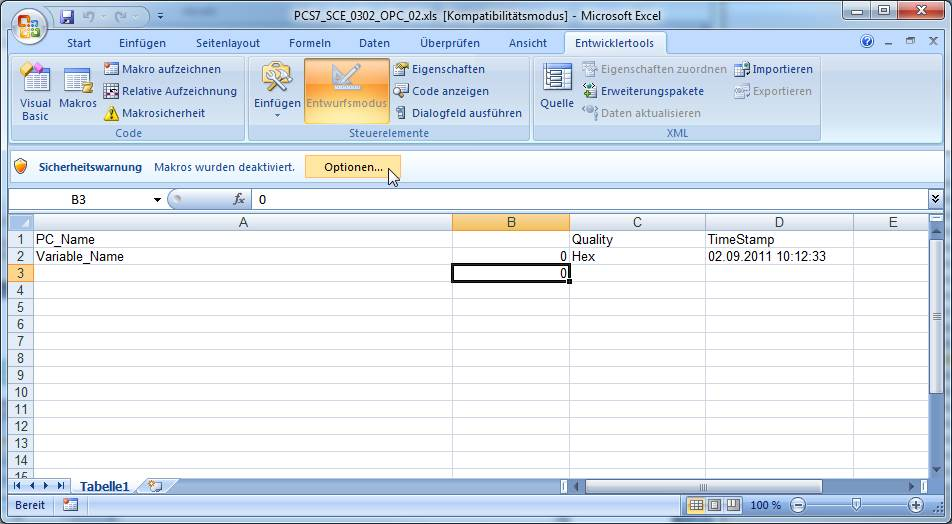 PCS7_SCE_0302_OPC_02.xls [Kompatibilitätsmodus] - Microsoft Excel
Start Einfügen Seitenlayout Formeln Daten Überprüfen Ansicht Entwicklertools
Visual Basic
Makros
Makro aufzeichnen
Relative Aufzeichnung
Makrosicherheit
Code
Einfügen
Entwurfsmodus
Eigenschaften
Code anzeigen
Dialogfeld ausführen
Steuerelemente
Quelle
Eigenschaften zuordnen
Erweiterungspakete
Daten aktualisieren
Importieren
Exportieren
XML
Sicherheitswarnung Makros wurden deaktiviert. Optionen...
B3 fx 0
A B C D E
1 PC_Name Quality TimeStamp
2 Variable_Name 0 Hex 02.09.2011 10:12:33
3 0
4
5
6
7
8
9
10
11
12
13
14
15
Tabelle1
Bereit 100 %